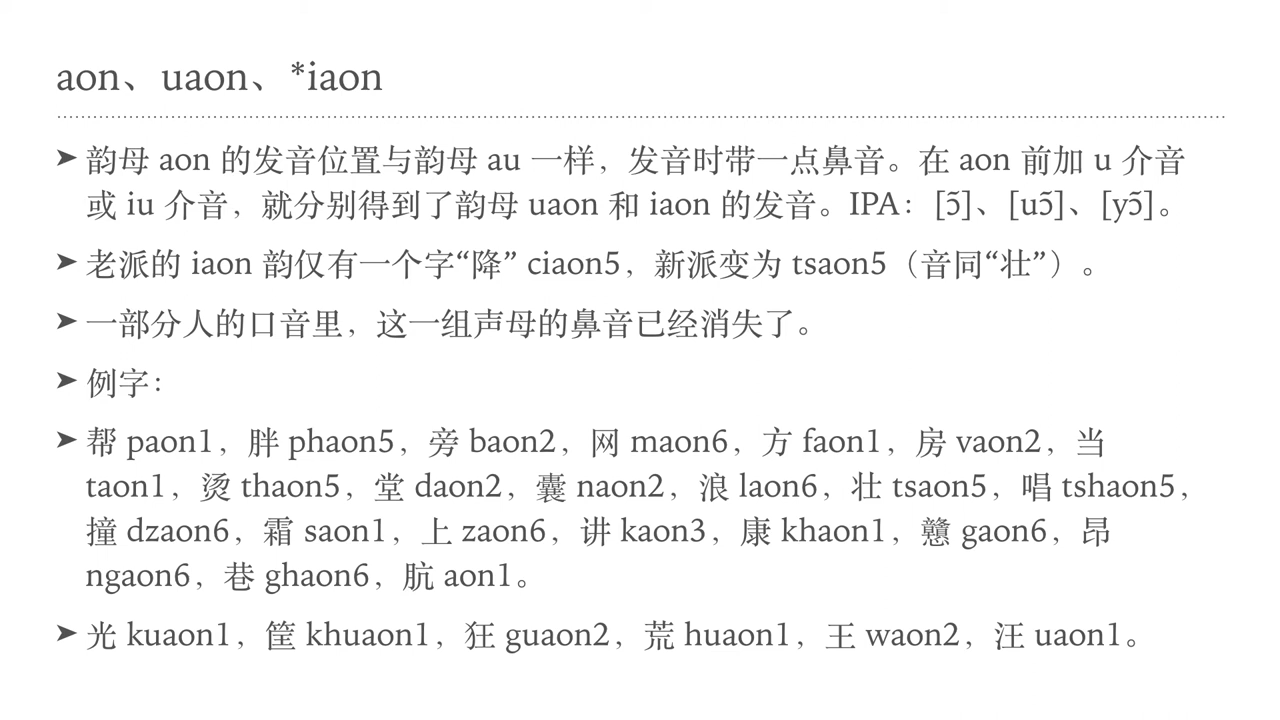 aon、uaon、*iaon
➤ 韵母 aon 的发音位置与韵母 au 一样，发音时带一点鼻音。在 aon 前加 u 介音
或 iu 介音，就分别得到了韵母 uaon 和 iaon 的发音。IPA：[ɔ̃]、[uɔ̃]、[yɔ̃]。
➤ 老派的 iaon 韵仅有一个字“降” ciaon5，新派变为 tsaon5（音同“壮”）。
➤ 一部分人的口音里，这一组声母的鼻音已经消失了。
➤ 例字：
➤ 帮 paon1，胖 phaon5，旁 baon2，网 maon6，方 faon1，房 vaon2，当
taon1，烫 thaon5，堂 daon2，囊 naon2，浪 laon6，壮 tsaon5，唱 tshaon5，
撞 dzaon6，霜 saon1，上 zaon6，讲 kaon3，康 khaon1，戆 gaon6，昂
ngaon6，巷 ghaon6，肮 aon1。
➤ 光 kuaon1，筐 khuaon1，狂 guaon2，荒 huaon1，王 waon2，汪 uaon1。